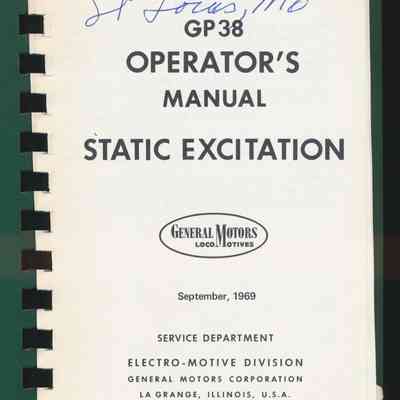 St Louis, Mo
GP38
OPERATOR'S
MANUAL
STATIC EXCITATION
GENERAL MOTORS
LOCOMOTIVES
September, 1969
SERVICE DEPARTMENT
ELECTRO-MOTIVE DIVISION
GENERAL MOTORS CORPORATION
LA GRANGE, ILLINOIS, U.S.A.